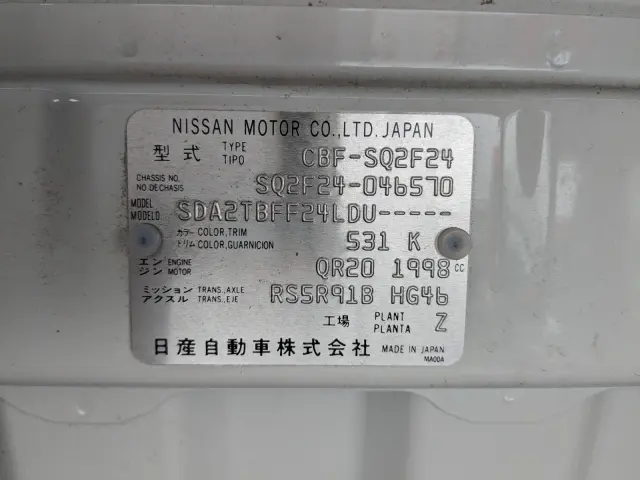 NISSAN MOTOR CO.,LTD.JAPAN
型式 TYPE TIPO CBF-SQ2F24
CHASSIS NO. NO.DE CHASIS SQ2F24-046570
MODEL MODELO SDA2TBFF24LDU-----
カラー COLOR,TRIM トリム COLOR,GUARNICION 531 K
エンジン ENGINE MOTOR QR20 1998 CC
ミッション TRANS.,AXLE アクスル TRANS.,EJE RS5R91B HG46
工場 PLANT PLANTA Z
日産自動車株式会社 MADE IN JAPAN
MA00A